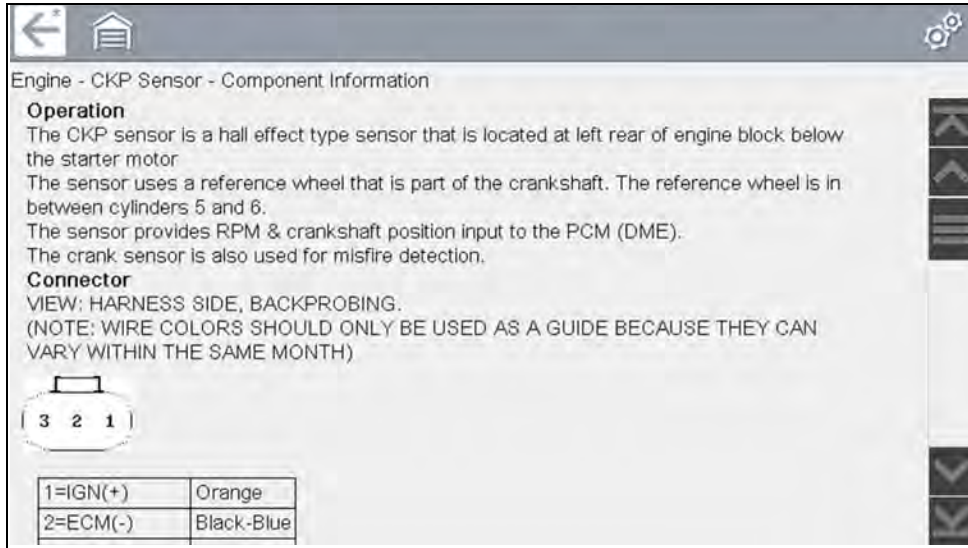 Engine - CKP Sensor - Component Information
Operation
The CKP sensor is a hall effect type sensor that is located at left rear of engine block below
the starter motor
The sensor uses a reference wheel that is part of the crankshaft. The reference wheel is in
between cylinders 5 and 6.
The sensor provides RPM & crankshaft position input to the PCM (DME).
The crank sensor is also used for misfire detection.
Connector
VIEW: HARNESS SIDE, BACKPROBING.
(NOTE: WIRE COLORS SHOULD ONLY BE USED AS A GUIDE BECAUSE THEY CAN
VARY WITHIN THE SAME MONTH)
3 2 1
1=IGN(+) Orange
2=ECM(-) Black-Blue